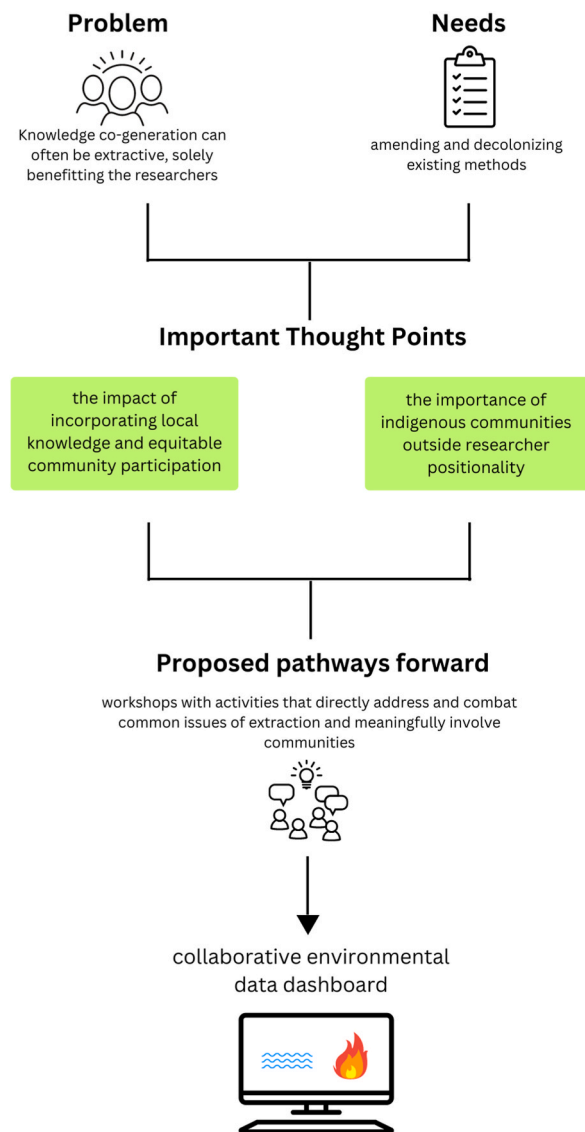 Problem
Needs
Knowledge co-generation can
often be extractive, solely
benefitting the researchers
amending and decolonizing
existing methods
Important Thought Points
the impact of
incorporating local
knowledge and equitable
community participation
the importance of
indigenous communities
outside researcher
positionality
Proposed pathways forward
workshops with activities that directly address and combat
common issues of extraction and meaningfully involve
communities
collaborative environmental
data dashboard